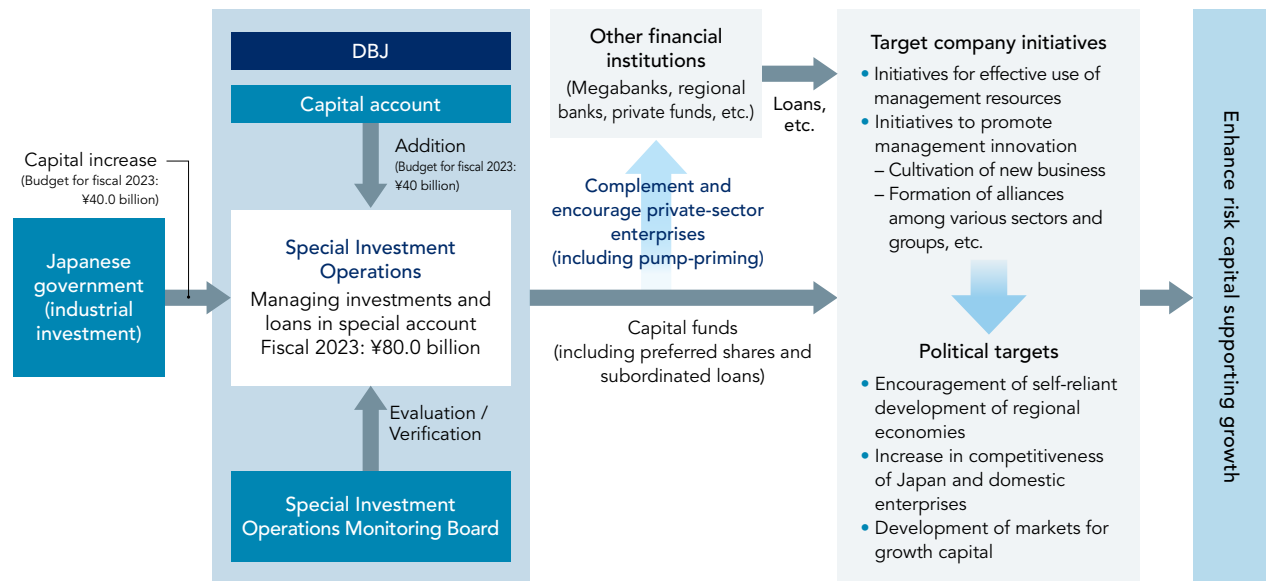 Capital increase
(Budget for fiscal 2023:
¥40.0 billion)
Japanese
government
(industrial
investment)
DBJ
Capital account
Addition
(Budget for fiscal 2023:
¥40 billion)
Special Investment
Operations
Managing investments and
loans in special account
Fiscal 2023: ¥80.0 billion
Evaluation /
Verification
Special Investment
Operations Monitoring Board
Other financial
institutions
(Megabanks, regional
banks, private funds, etc.)
Loans,
etc.
Complement and
encourage private-sector
enterprises
(including pump-priming)
Capital funds
(including preferred shares and
subordinated loans)
Target company initiatives
• Initiatives for effective use of
management resources
• Initiatives to promote
management innovation
– Cultivation of new business
– Formation of alliances
among various sectors and
groups, etc.
Political targets
• Encouragement of self-reliant
development of regional
economies
• Increase in competitiveness
of Japan and domestic
enterprises
• Development of markets for
growth capital
Enhance risk capital supporting growth